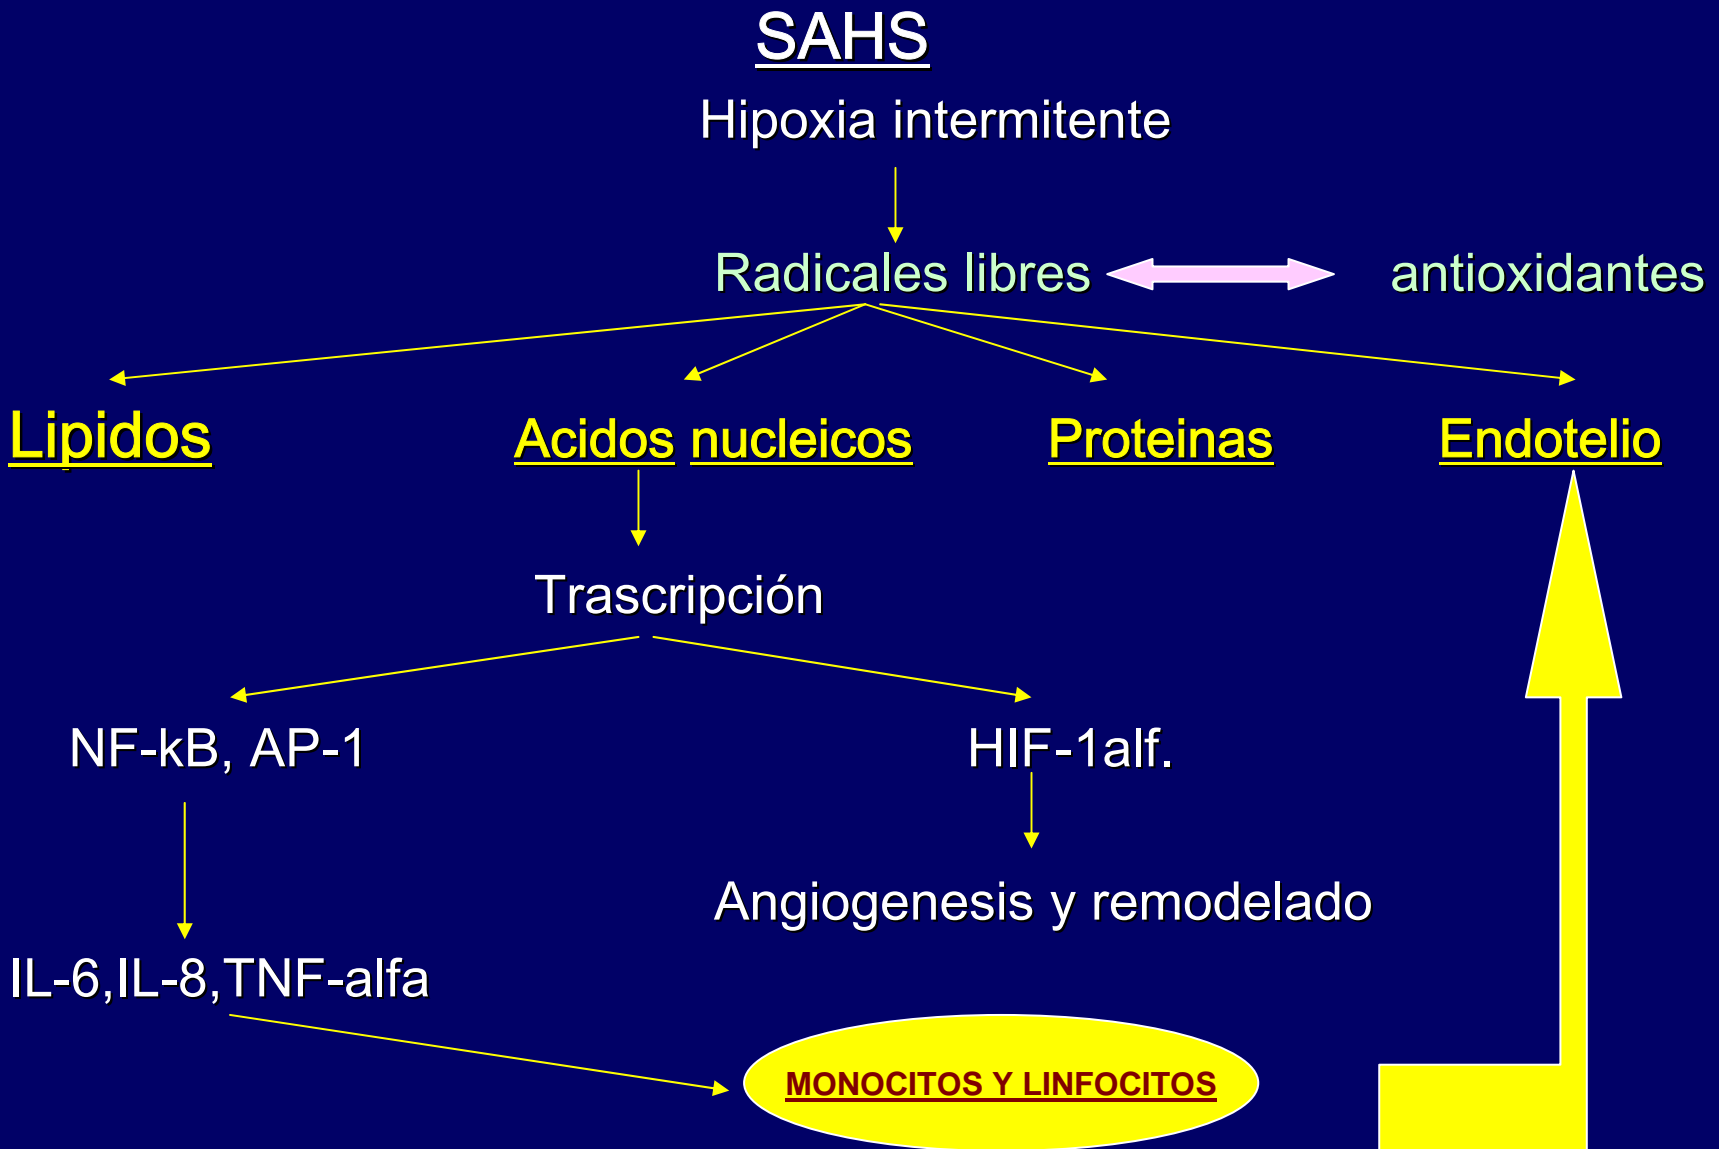 SAHS
Hipoxia intermitente
Radicales libres antioxidantes
Lipidos Acidos nucleicos Proteinas Endotelio
Trascripción
NF-kB, AP-1 HIF-1alf.
Angiogenesis y remodelado
IL-6,IL-8,TNF-alfa
MONOCITOS Y LINFOCITOS